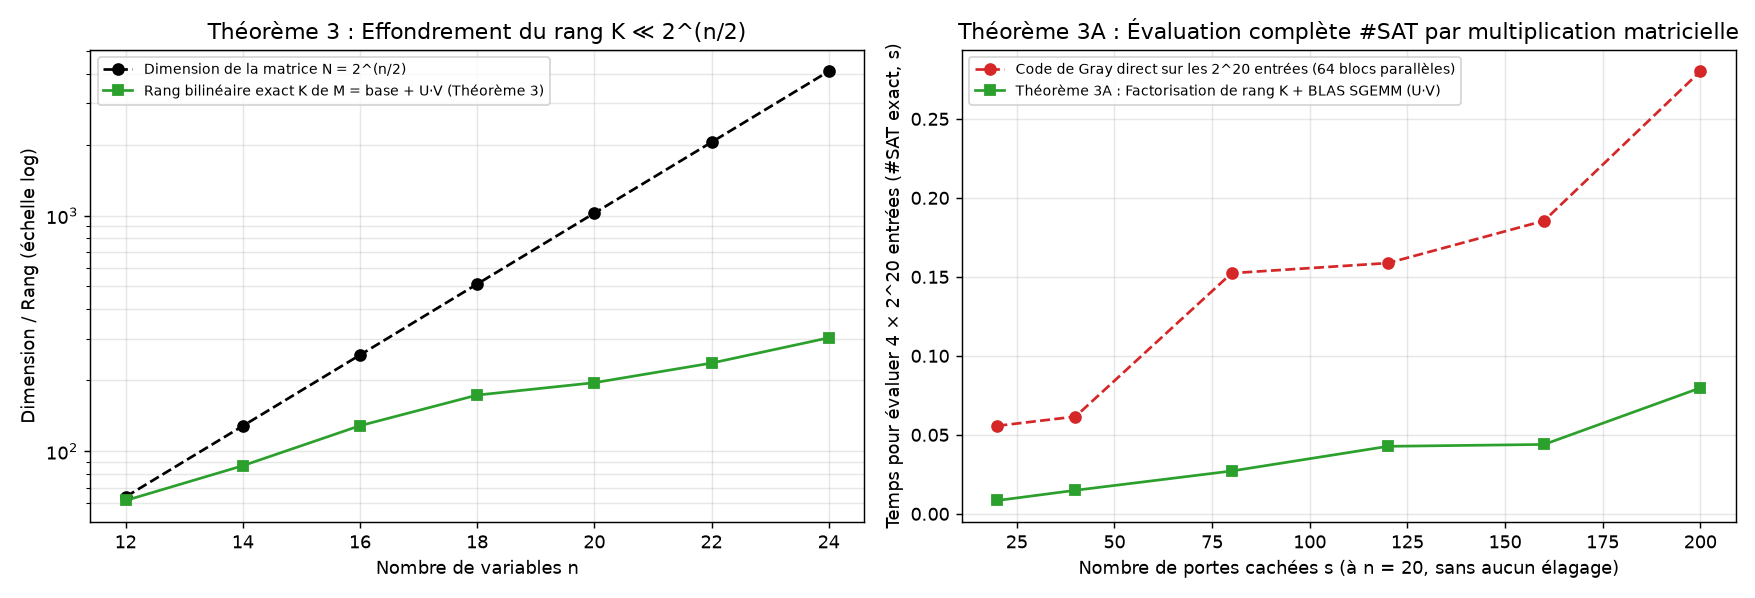 Théorème 3 : Effondrement du rang K ≪ 2^(n/2)
Dimension / Rang (échelle log)
10³
10²
Dimension de la matrice N = 2^(n/2)
Rang bilinéaire exact K de M = base + U·V (Théorème 3)
12 14 16 18 20 22 24
Nombre de variables n
Théorème 3A : Évaluation complète #SAT par multiplication matricielle
Temps pour évaluer 4 × 2^20 entrées (#SAT exact, s)
0.25
0.20
0.15
0.10
0.05
0.00
Code de Gray direct sur les 2^20 entrées (64 blocs parallèles)
Théorème 3A : Factorisation de rang K + BLAS SGEMM (U·V)
25 50 75 100 125 150 175 200
Nombre de portes cachées s (à n = 20, sans aucun élagage)